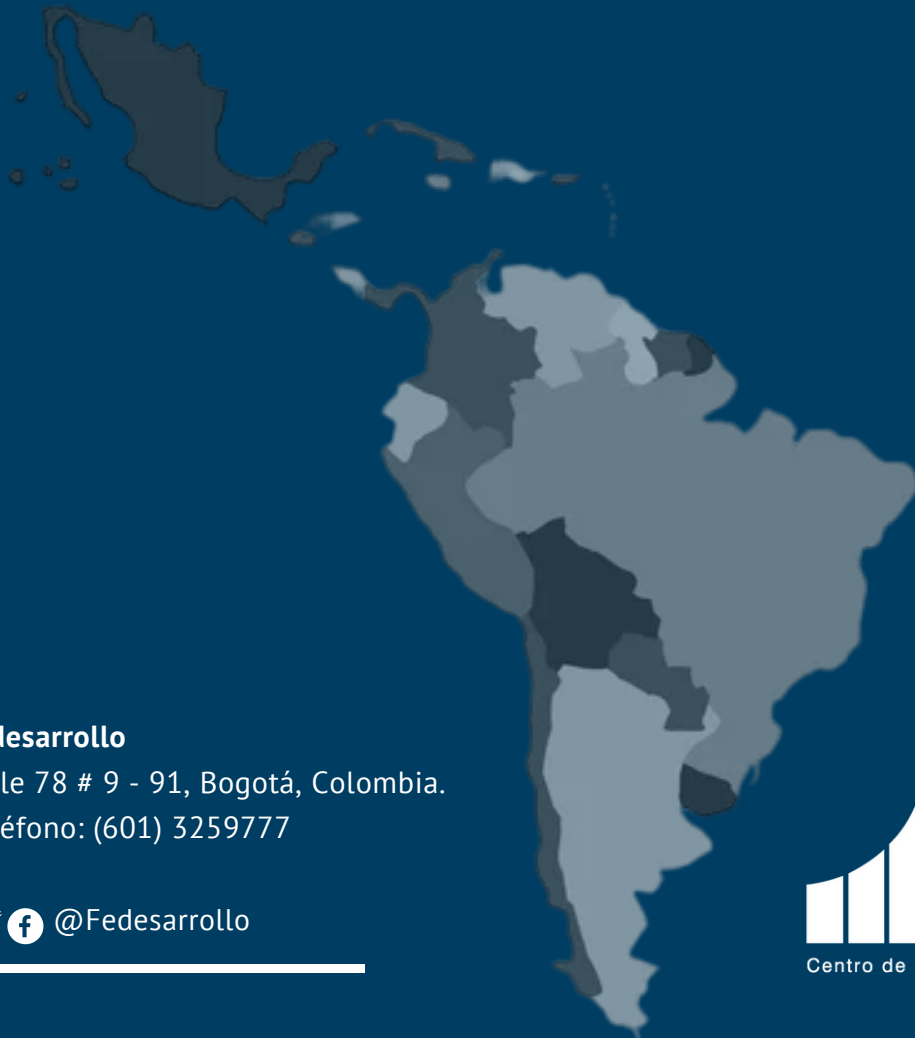 desarrollo
le 78 # 9 - 91, Bogotá, Colombia.
éfono: (601) 3259777
@Fedesarrollo
Centro de